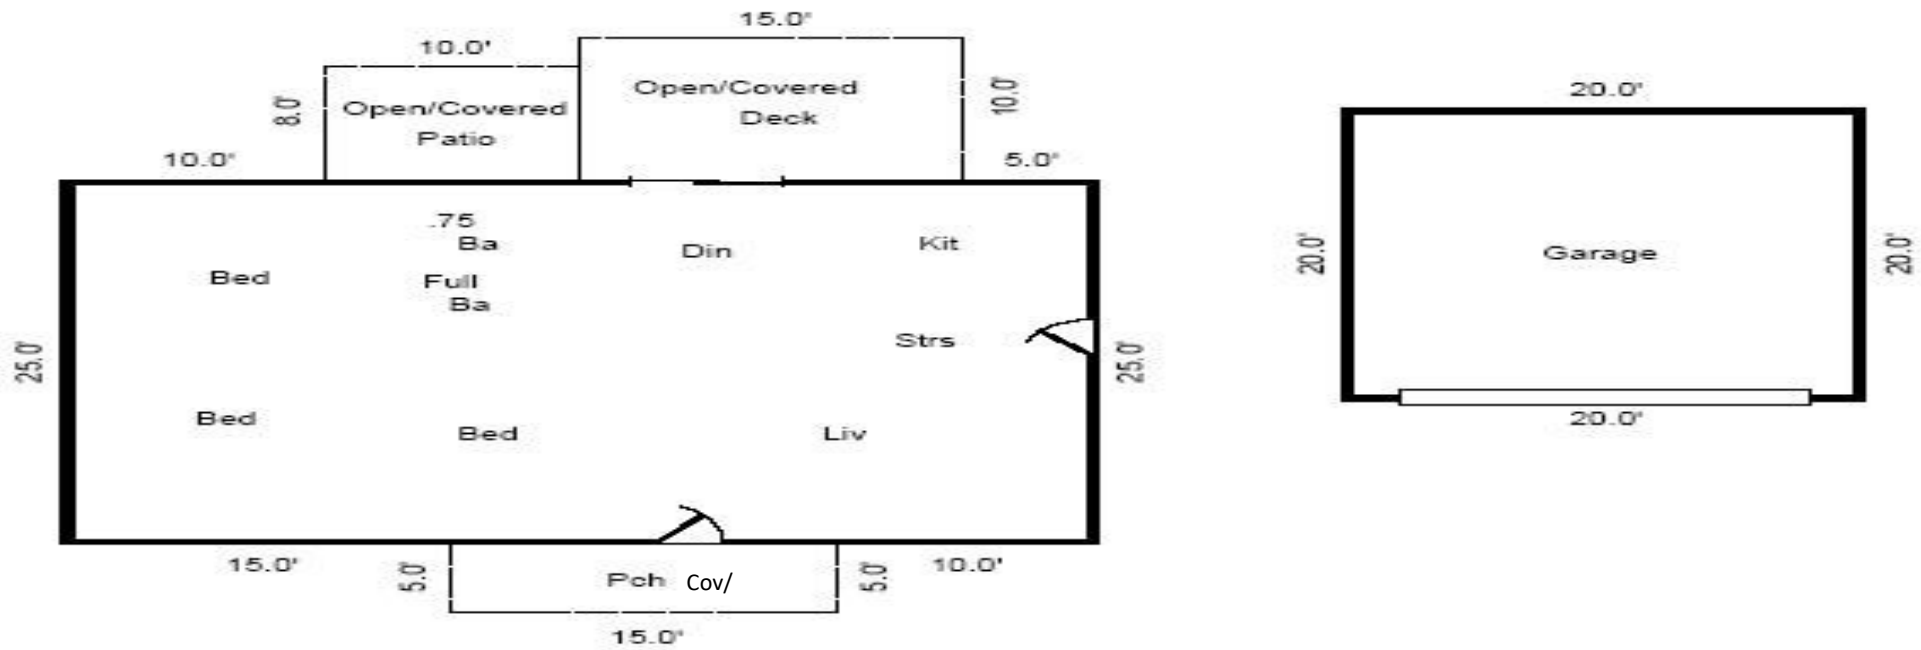 15.0'
10.0'
Open/Covered
Deck
10.0'
8.0'
Open/Covered
Patio
10.0'
5.0'
.75
Ba
Full
Ba
Din
Kit
Bed
Strs
25.0'
25.0'
Bed
Bed
Liv
15.0'
5.0'
Pch Cov/
5.0'
10.0'
15.0'
20.0'
20.0'
Garage
20.0'
20.0'